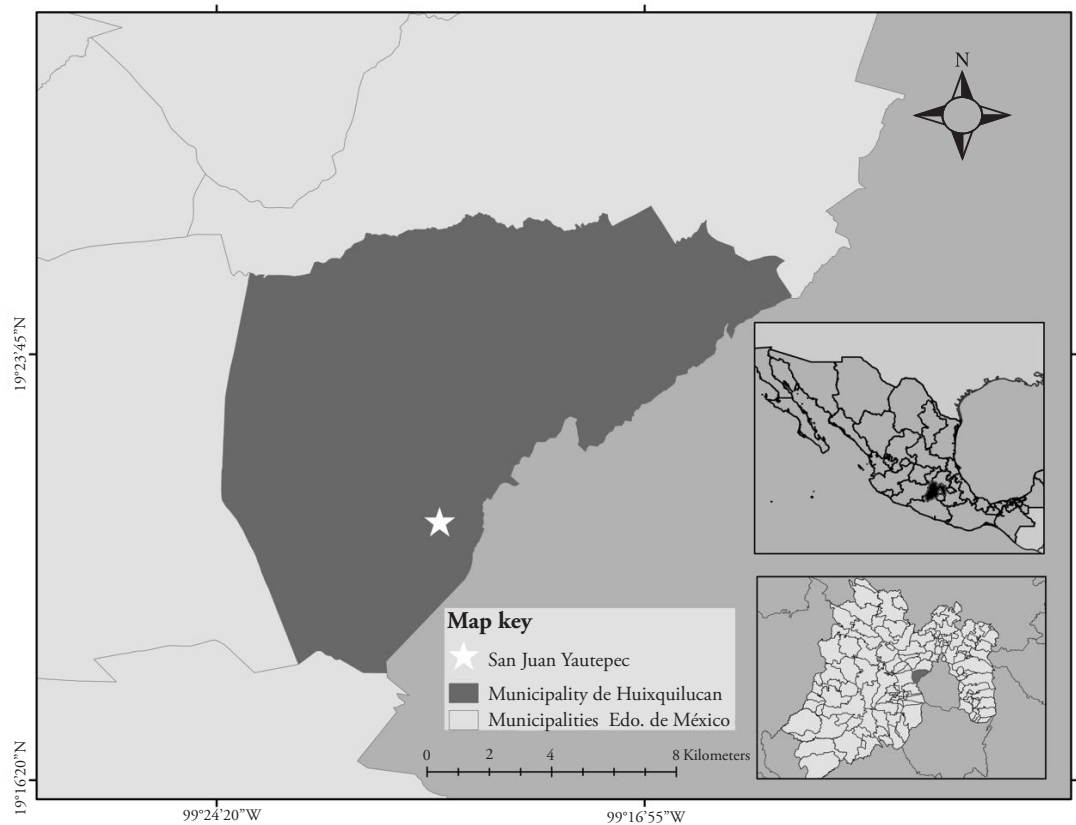 N
19°23'45"N
19°16'20"N
Map key
San Juan Yautepec
Municipality de Huixquilucan
Municipalities Edo. de México
0 2 4 8 Kilometers
99°24'20"W
99°16'55"W